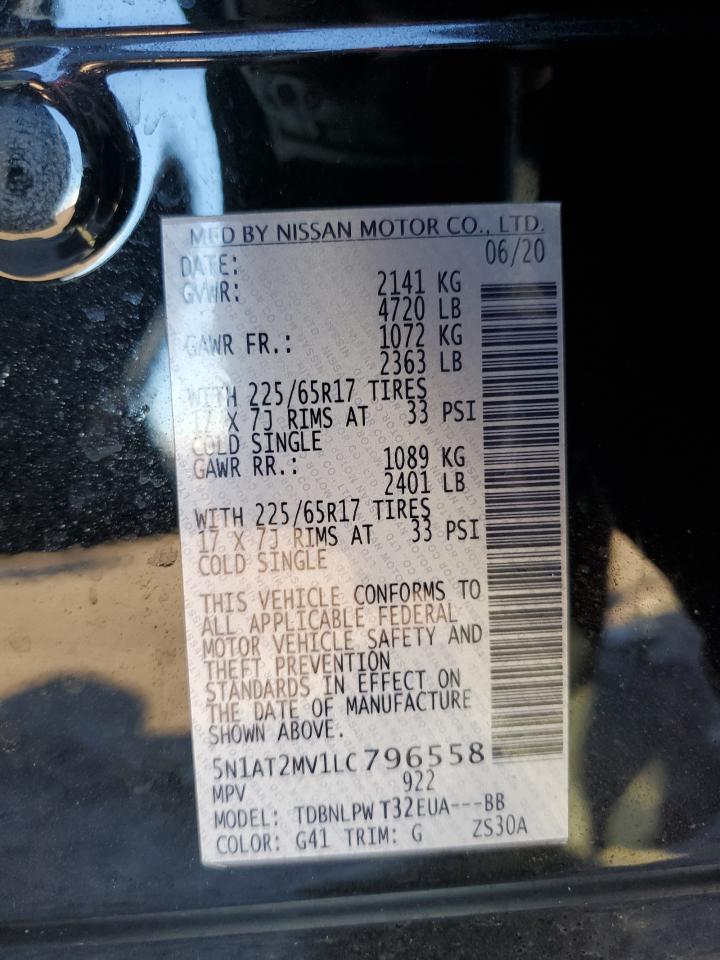 MFD BY NISSAN MOTOR CO., LTD.
DATE: 06/20
GVWR: 2141 KG
4720 LB
GAWR FR.: 1072 KG
2363 LB
WITH 225/65R17 TIRES
17 X 7J RIMS AT 33 PSI
COLD SINGLE
GAWR RR.: 1089 KG
2401 LB
WITH 225/65R17 TIRES
17 X 7J RIMS AT 33 PSI
COLD SINGLE
THIS VEHICLE CONFORMS TO
ALL APPLICABLE FEDERAL
MOTOR VEHICLE SAFETY AND
THEFT PREVENTION
STANDARDS IN EFFECT ON
THE DATE OF MANUFACTURE
SHOWN ABOVE.
5N1AT2MV1LC796558
MPV 922
MODEL: TDBNLPW T32EUA---BB
COLOR: G41 TRIM: G ZS30A